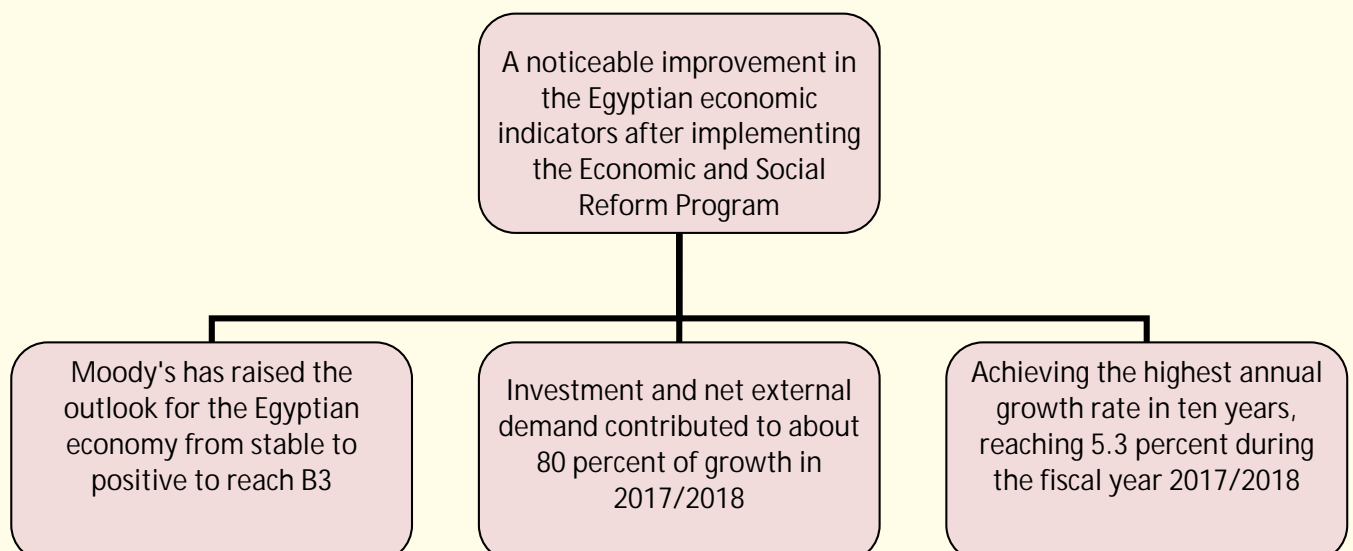 A noticeable improvement in
the Egyptian economic
indicators after implementing
the Economic and Social
Reform Program
Moody's has raised the
outlook for the Egyptian
economy from stable to
positive to reach B3
Investment and net external
demand contributed to about
80 percent of growth in
2017/2018
Achieving the highest annual
growth rate in ten years,
reaching 5.3 percent during
the fiscal year 2017/2018